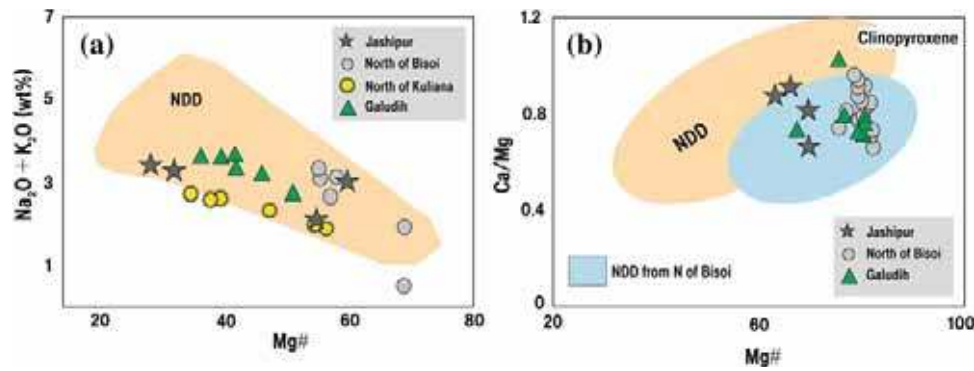 (a)
Na₂O + K₂O (wt%)
7
5
3
1
20
40
60
80
Mg#
NDD
Jashipur
North of Bisoi
North of Kuliana
Galudih
(b)
Clinopyroxene
Ca/Mg
1.2
0.8
0.4
0
20
60
100
Mg#
NDD
NDD from N of Bisoi
Jashipur
North of Bisoi
Galudih